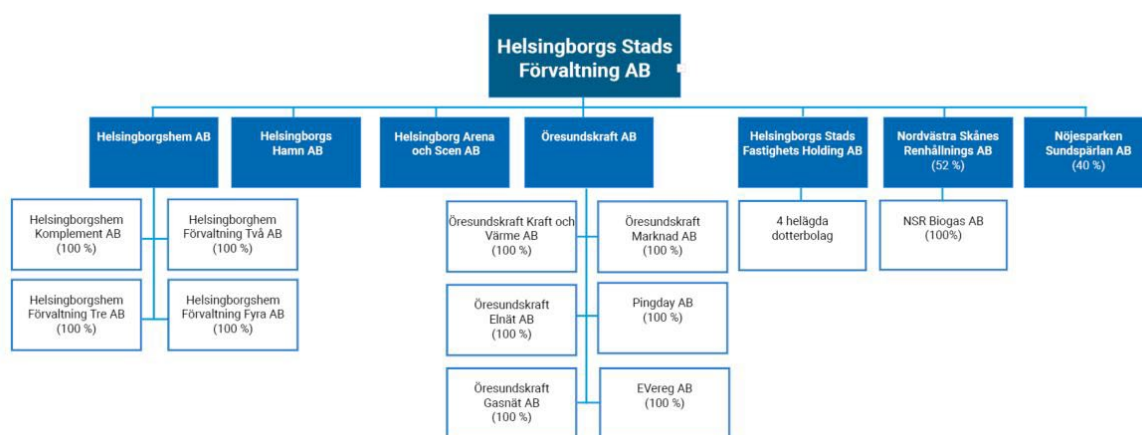 Helsingborgs Stads
Förvaltning AB
Helsingborgshem AB
Helsingborgs
Hamn AB
Helsingborg Arena
och Scen AB
Öresundskraft AB
Helsingborgs Stads
Fastighets Holding AB
Nordvästra Skånes
Renhållnings AB
(52 %)
Nöjesparken
Sundspärlan AB
(40 %)
Helsingborgshem
Komplement AB
(100 %)
Helsingborghem
Förvaltning Två AB
(100 %)
Öresundskraft Kraft och
Värme AB
(100 %)
Öresundskraft
Marknad AB
(100 %)
4 helägda
dotterbolag
NSR Biogas AB
(100%)
Helsingborgshem
Förvaltning Tre AB
(100 %)
Helsingborgshem
Förvaltning Fyra AB
(100 %)
Öresundskraft
Elnät AB
(100 %)
Pingday AB
(100 %)
Öresundskraft
Gasnät AB
(100 %)
EVereg AB
(100 %)